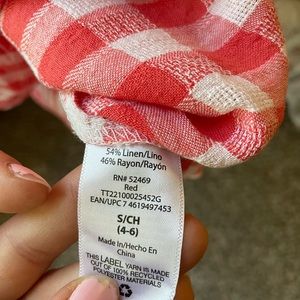 54% Linen/Lino
46% Rayon/Rayón
RN# 52469
Red
TT22100025452G
EAN/UPC 7 4619497453
S/CH
(4-6)
Made In/Hecho En
China
THIS LABEL YARN IS MADE
OUT OF 100% RECYCLED
POLYESTER MATERIALS